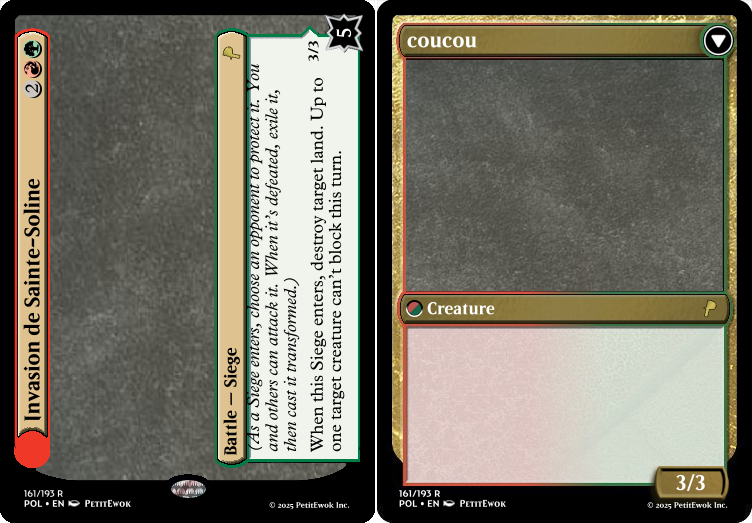 Invasion de Sainte-Soline
2
Battle — Siege
(As a Siege enters, choose an opponent to protect it. You
and others can attack it. When it's defeated, exile it,
then cast it transformed.)
When this Siege enters, destroy target land. Up to
one target creature can't block this turn.
3/3
5
161/193 R
POL • EN PETITEWOK
© 2025 PetitEwok Inc.
coucou
Creature
3/3
161/193 R
POL • EN PETITEWOK
© 2025 PetitEwok Inc.